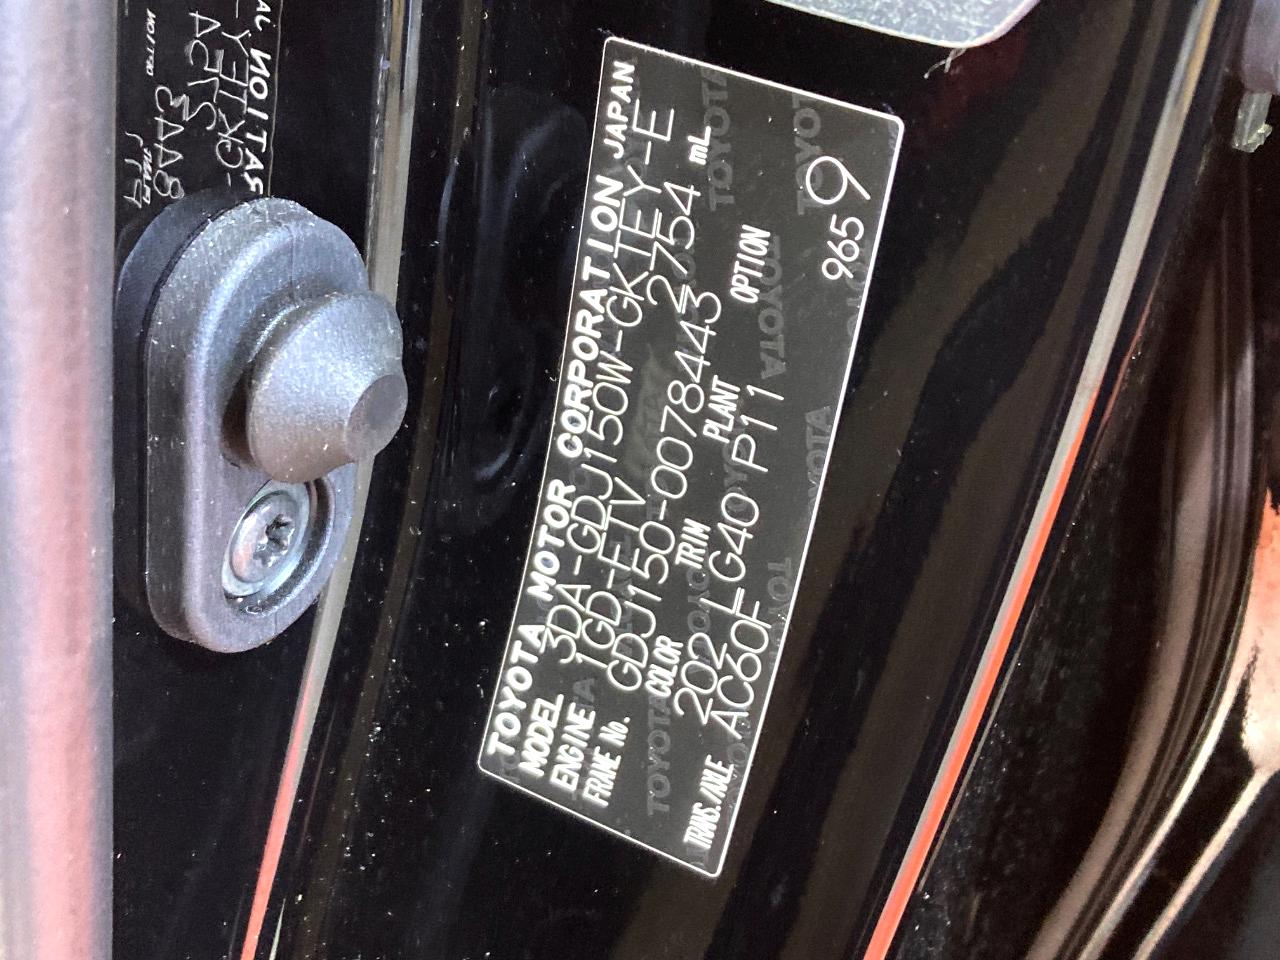 TOYOTA MOTOR CORPORATION JAPAN
MODEL 3DA-GDJ150W-GKTEY-E
ENGINE 1GD-FTV 2754 mL
FRAME No. GDJ150-0078443
COLOR TRIM PLANT OPTION
202 LG40 P11
TRANS./AXLE AC60F
965 9